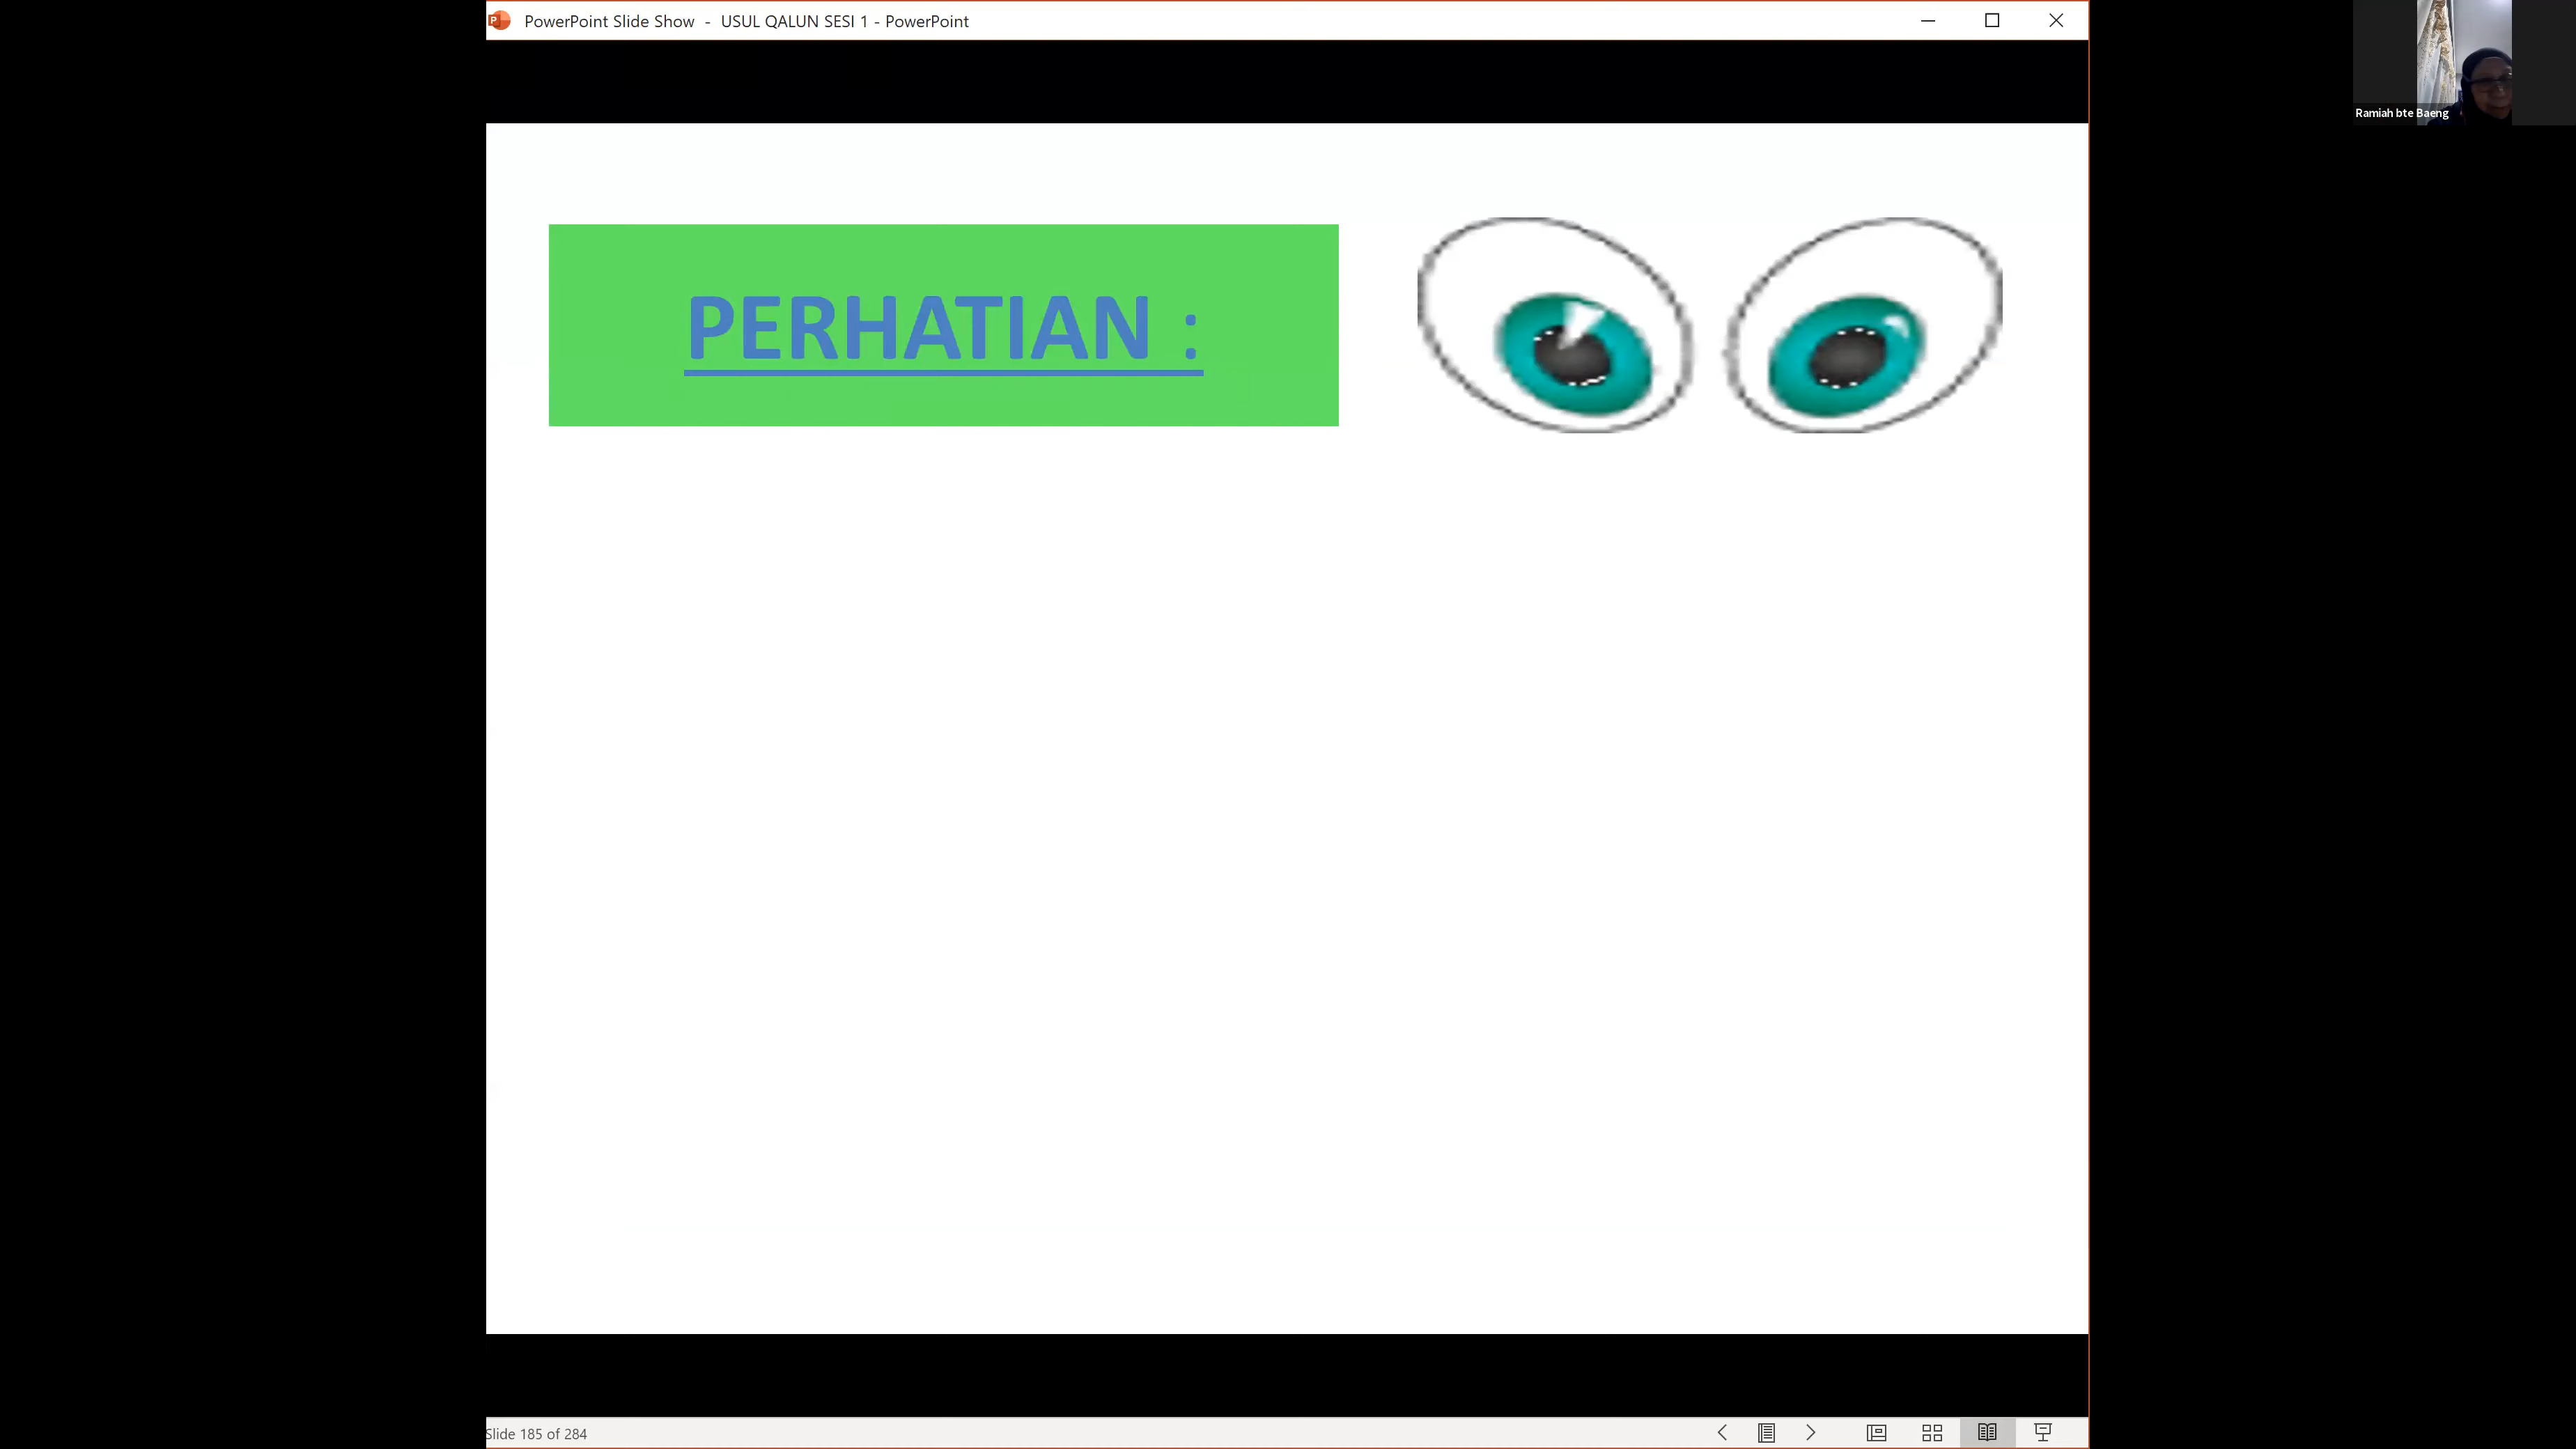 PowerPoint Slide Show - USUL QALUN SESI 1 - PowerPoint
Ramiah bte Baeng
PERHATIAN :
Slide 185 of 284